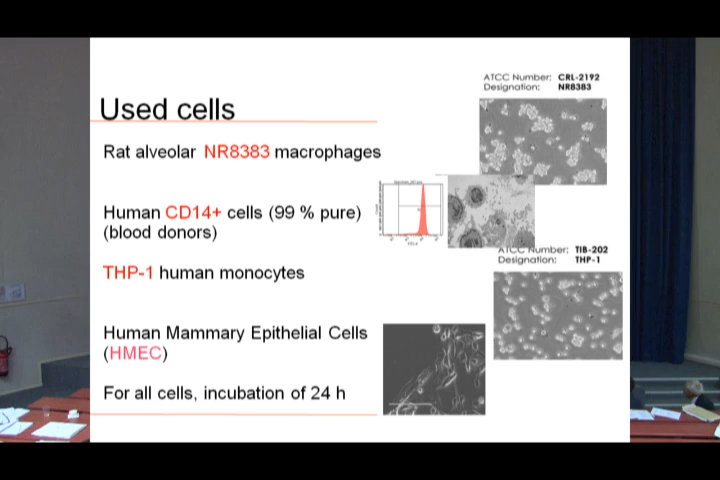 ATCC Number: CRL-2192
Designation: NR8383
Used cells
Rat alveolar NR8383 macrophages
Human CD14+ cells (99 % pure)
(blood donors)
ATCC Number: TIB-202
Designation: THP-1
THP-1 human monocytes
Human Mammary Epithelial Cells
(HMEC)
For all cells, incubation of 24 h